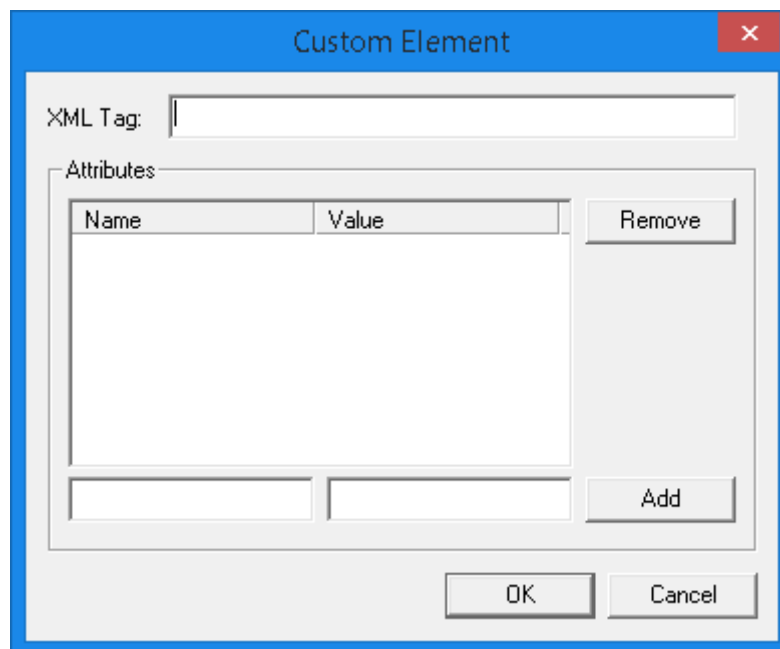 Custom Element
XML Tag:
Attributes
Name Value Remove
Add
OK Cancel